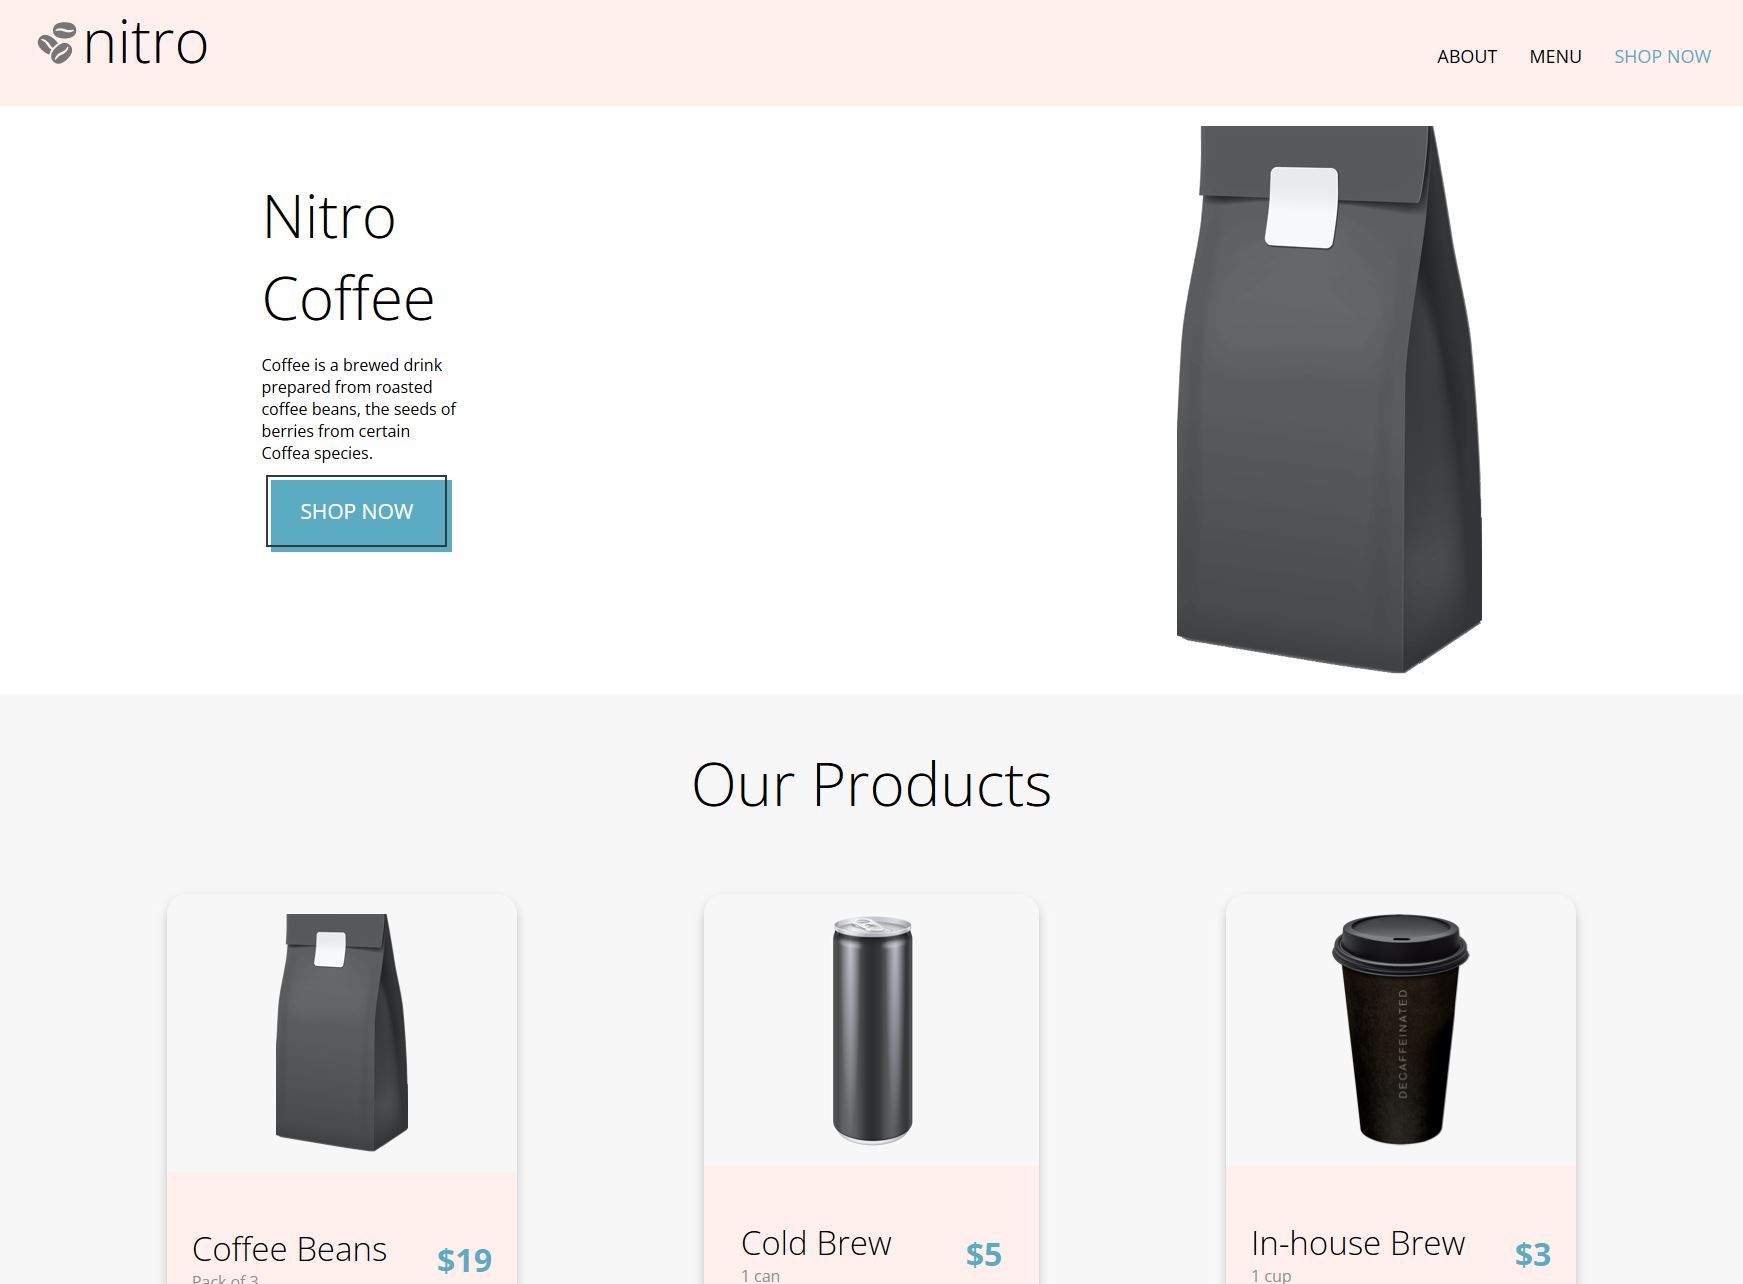 nitro
ABOUT MENU SHOP NOW
Nitro
Coffee
Coffee is a brewed drink
prepared from roasted
coffee beans, the seeds of
berries from certain
Coffea species.
SHOP NOW
Our Products
DECAFFEINATED
Coffee Beans $19
Pack of 3
Cold Brew $5
1 can
In-house Brew $3
1 cup